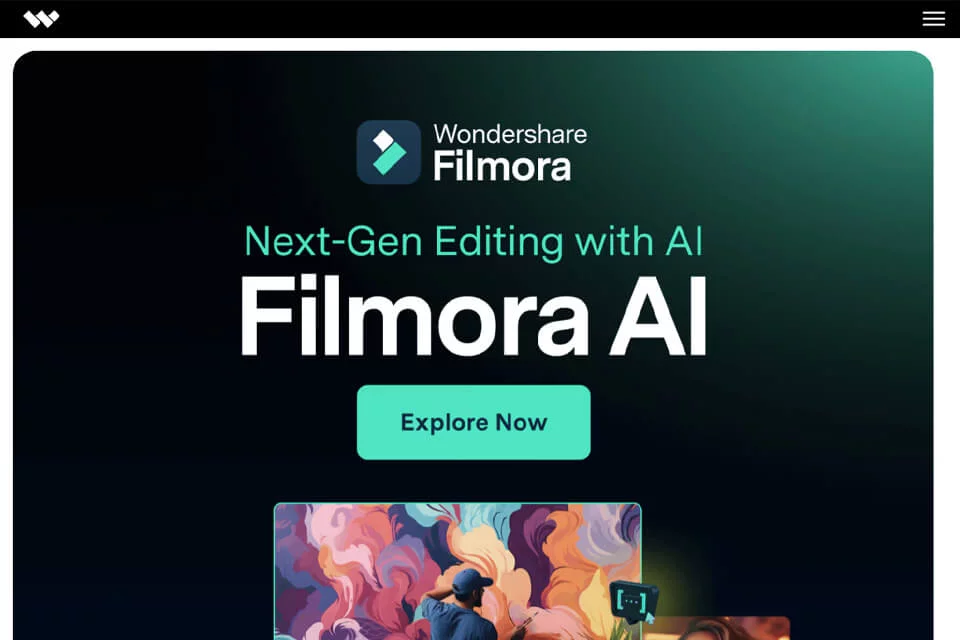 Wondershare
Filmora
Next-Gen Editing with AI
Filmora AI
Explore Now